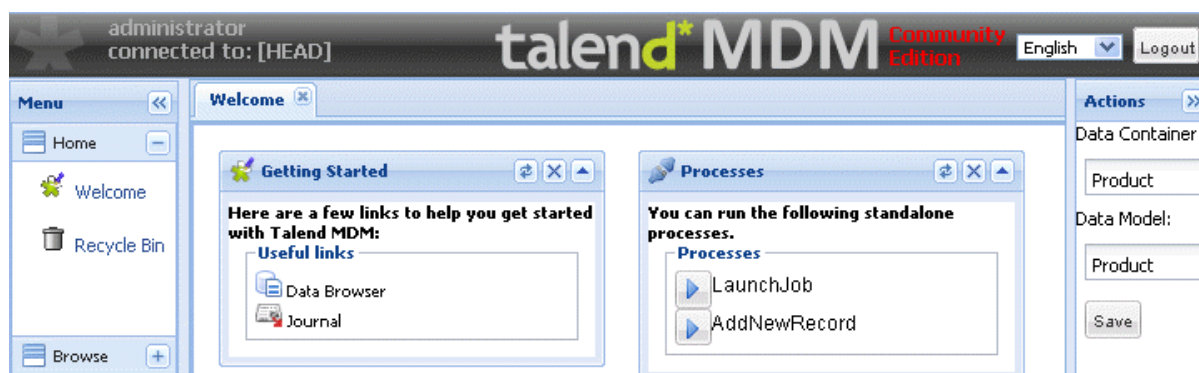 administrator
connected to: [HEAD]
talend* MDM Community Edition
English
Logout
Menu
Home
Welcome
Recycle Bin
Browse
Welcome
Getting Started
Here are a few links to help you get started
with Talend MDM:
Useful links
Data Browser
Journal
Processes
You can run the following standalone
processes.
Processes
LaunchJob
AddNewRecord
Actions
Data Container
Product
Data Model:
Product
Save